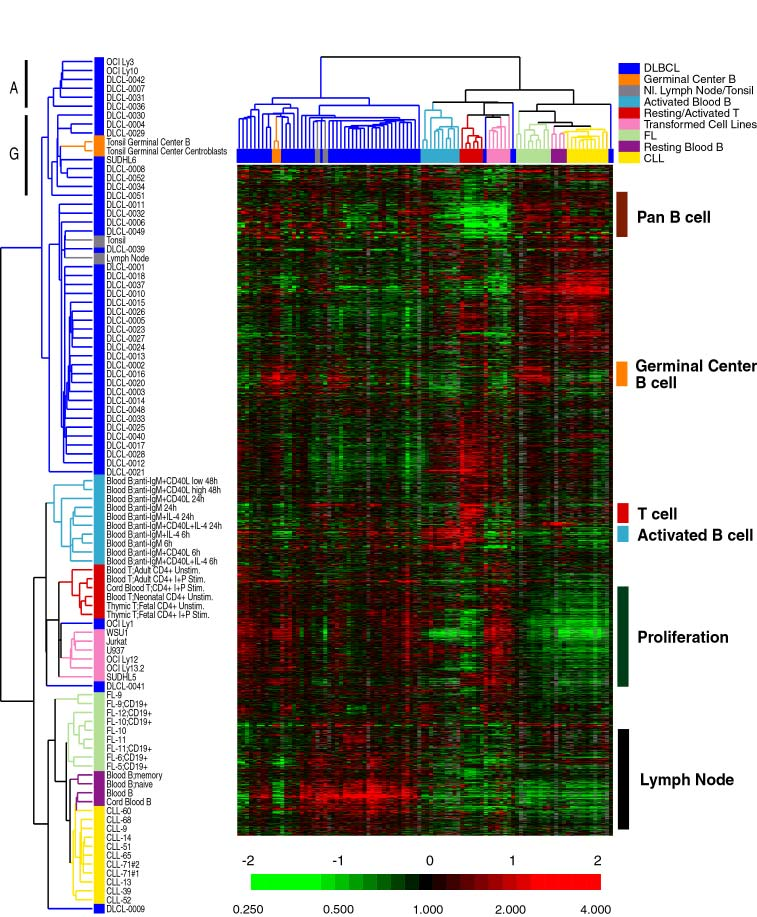 A
G
OCI Ly3
OCI Ly10
DLCL-0042
DLCL-0007
DLCL-0031
DLCL-0036
DLCL-0030
DLCL-0004
DLCL-0029
Tonsil Germinal Center B
Tonsil Germinal Center Centroblasts
SUDHL6
DLCL-0008
DLCL-0052
DLCL-0034
DLCL-0051
DLCL-0011
DLCL-0032
DLCL-0006
DLCL-0049
Tonsil
DLCL-0039
Lymph Node
DLCL-0001
DLCL-0018
DLCL-0037
DLCL-0010
DLCL-0015
DLCL-0026
DLCL-0005
DLCL-0023
DLCL-0027
DLCL-0024
DLCL-0013
DLCL-0002
DLCL-0016
DLCL-0020
DLCL-0003
DLCL-0014
DLCL-0048
DLCL-0033
DLCL-0025
DLCL-0040
DLCL-0017
DLCL-0028
DLCL-0012
DLCL-0021
Blood B;anti-IgM+CD40L low 48h
Blood B;anti-IgM+CD40L high 48h
Blood B;anti-IgM+CD40L 24h
Blood B;anti-IgM 24h
Blood B;anti-IgM+IL-4 24h
Blood B;anti-IgM+CD40L+IL-4 24h
Blood B;anti-IgM+IL-4 6h
Blood B;anti-IgM 6h
Blood B;anti-IgM+CD40L 6h
Blood B;anti-IgM+CD40L+IL-4 6h
Blood T;Adult CD4+ Unstim.
Blood T;Adult CD4+ I+P Stim.
Cord Blood T;CD4+ I+P Stim.
Blood T;Neonatal CD4+ Unstim.
Thymic T;Fetal CD4+ Unstim.
Thymic T;Fetal CD4+ I+P Stim.
OCI Ly1
WSU1
Jurkat
U937
OCI Ly12
OCI Ly13.2
SUDHL5
DLCL-0041
FL-9
FL-9;CD19+
FL-12;CD19+
FL-10;CD19+
FL-10
FL-11
FL-11;CD19+
FL-6;CD19+
FL-5;CD19+
Blood B;memory
Blood B;naive
Blood B
Cord Blood B
CLL-60
CLL-68
CLL-9
CLL-14
CLL-51
CLL-65
CLL-71#2
CLL-71#1
CLL-13
CLL-39
CLL-52
DLCL-0009
DLBCL
Germinal Center B
Nl. Lymph Node/Tonsil
Activated Blood B
Resting/Activated T
Transformed Cell Lines
FL
Resting Blood B
CLL
Pan B cell
Germinal Center
B cell
T cell
Activated B cell
Proliferation
Lymph Node
-2 -1 0 1 2
0.250 0.500 1.000 2.000 4.000